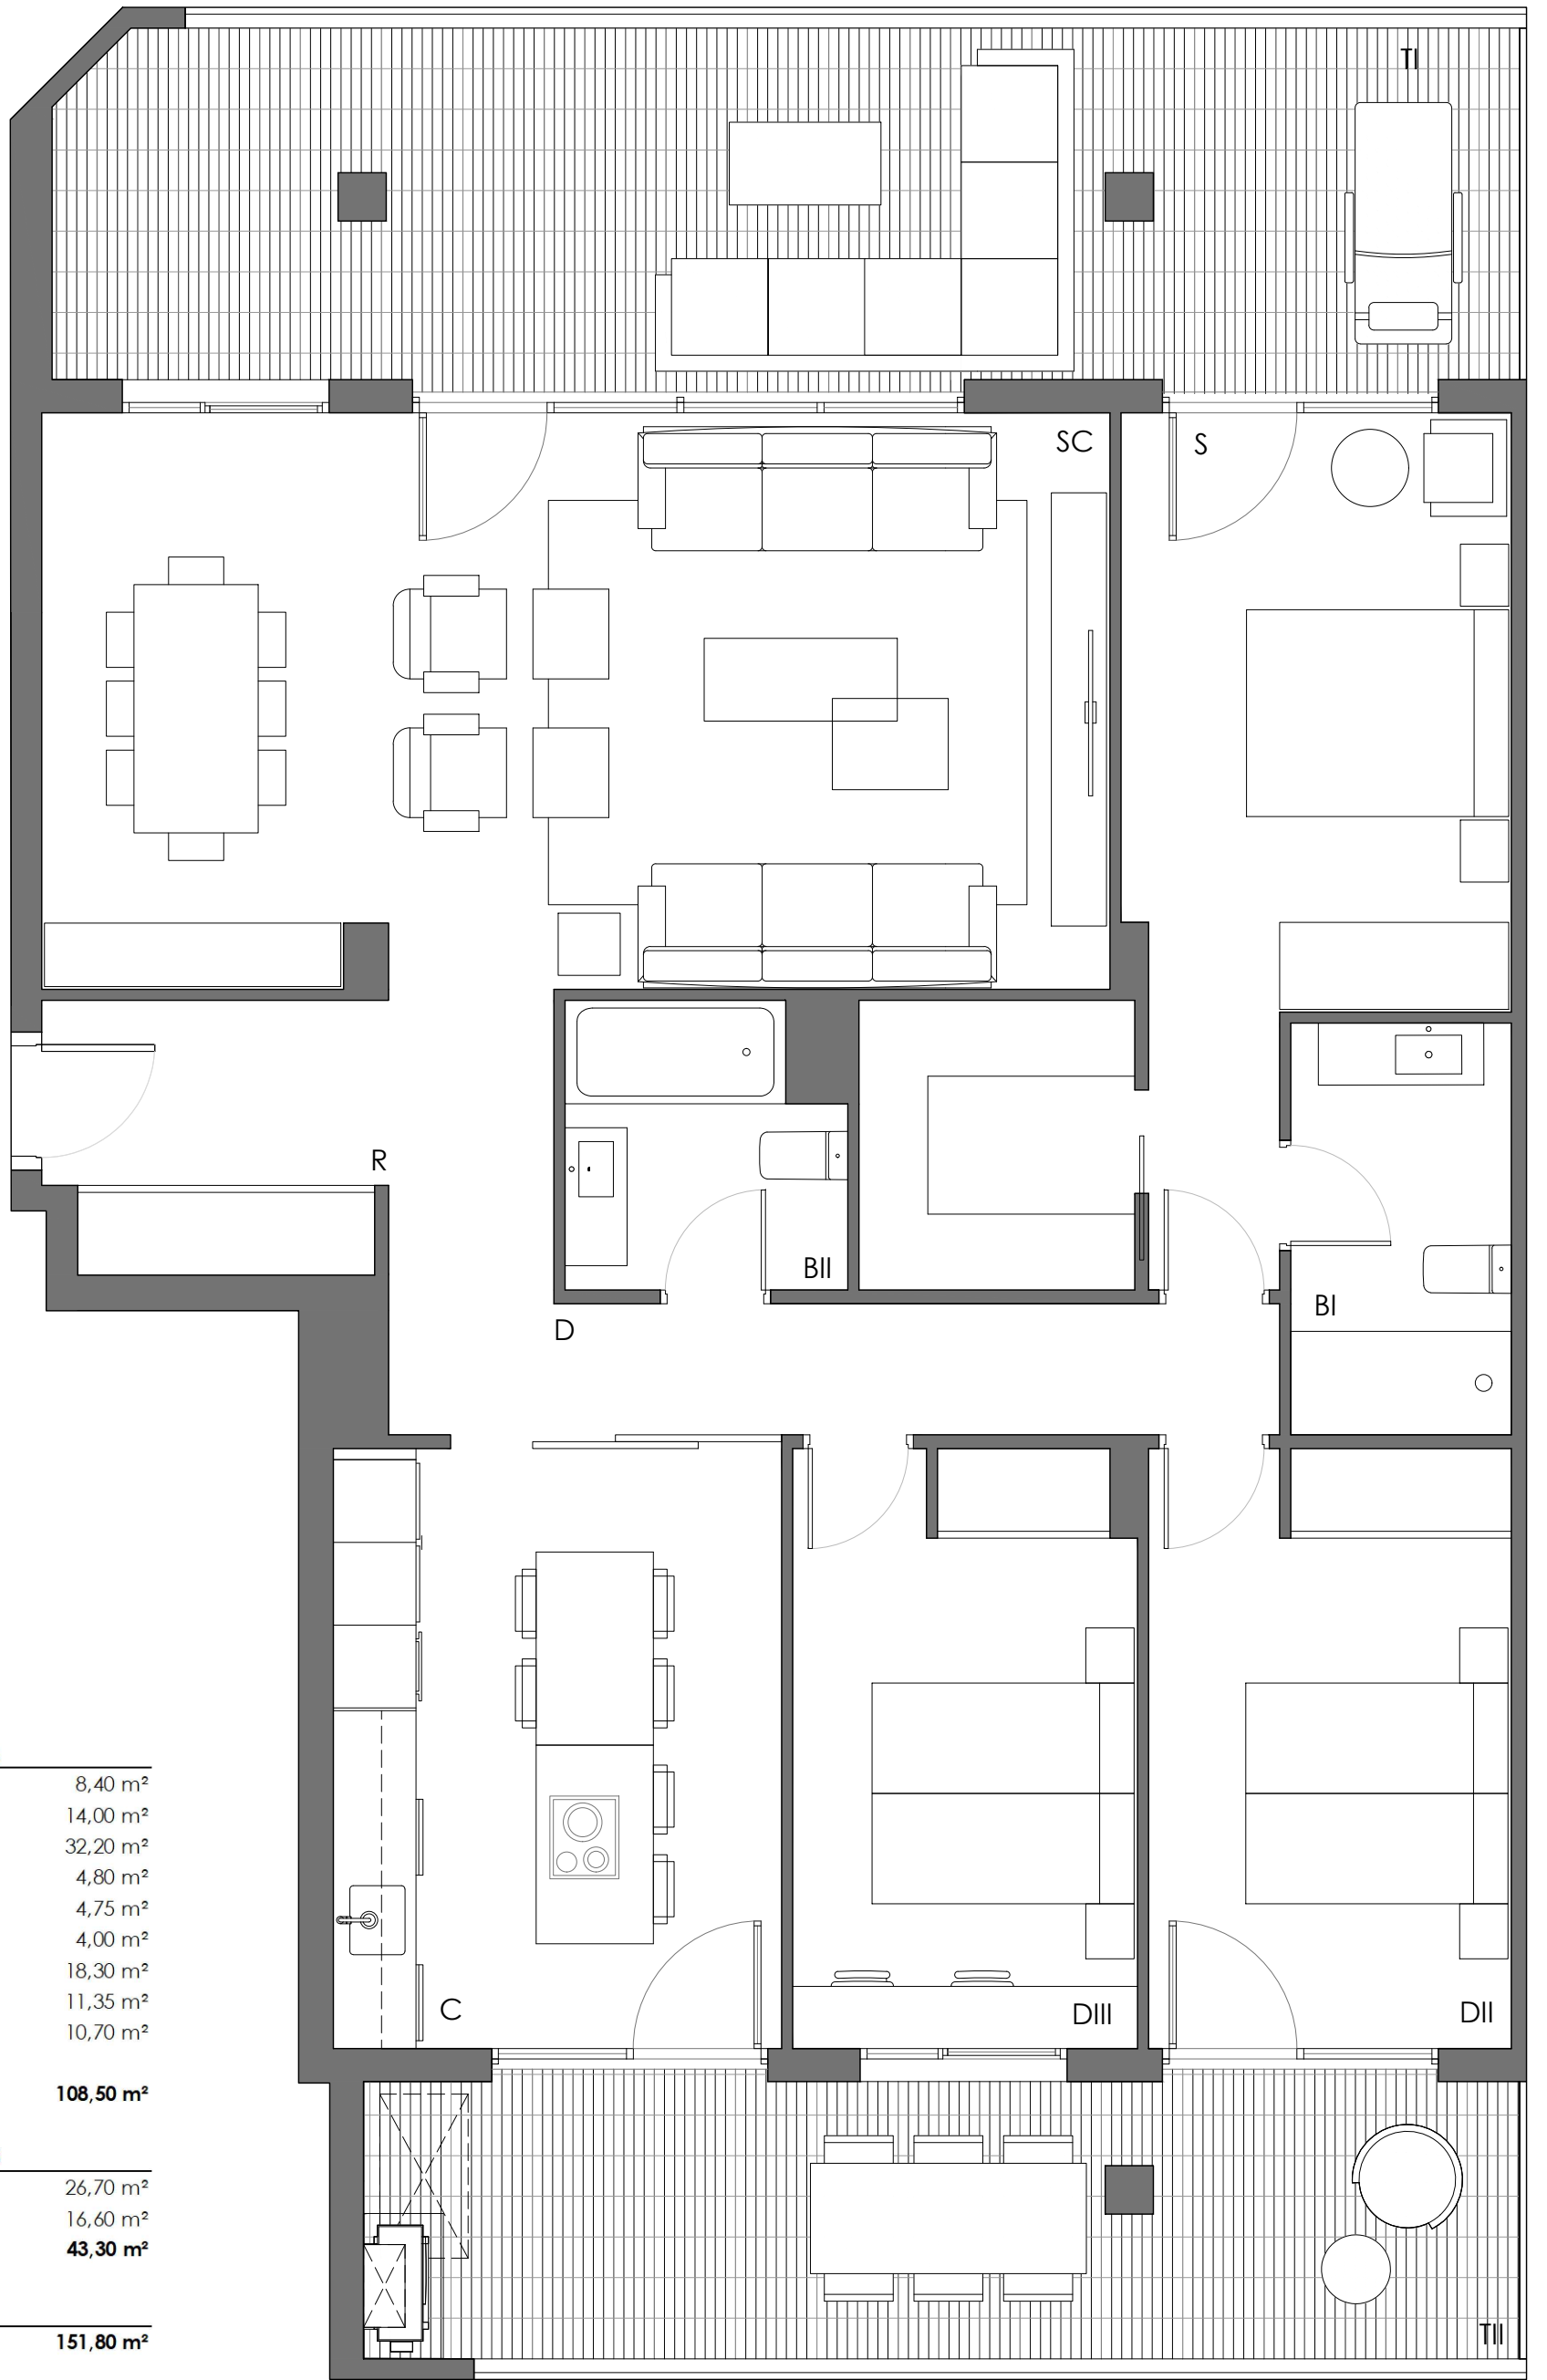 TI
SC
S
R
BII
BI
D
C
DIII
DII
8,40 m²
14,00 m²
32,20 m²
4,80 m²
4,75 m²
4,00 m²
18,30 m²
11,35 m²
10,70 m²
108,50 m²
26,70 m²
16,60 m²
43,30 m²
TII
151,80 m²